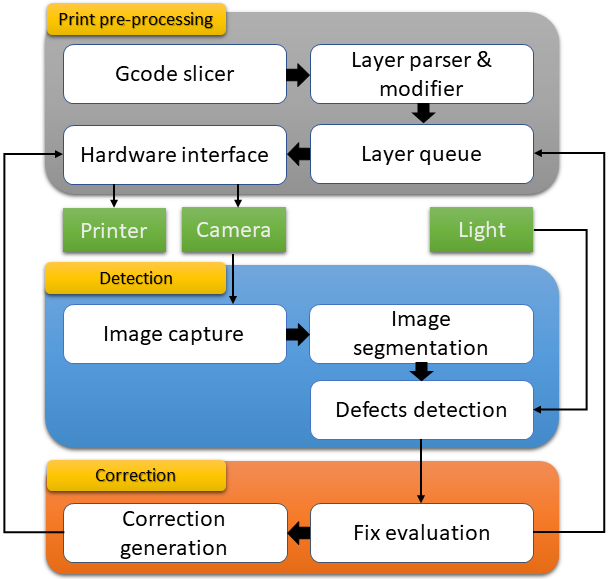 Print pre-processing
Gcode slicer
Layer parser &
modifier
Hardware interface
Layer queue
Printer
Camera
Light
Detection
Image capture
Image
segmentation
Defects detection
Correction
Correction
generation
Fix evaluation